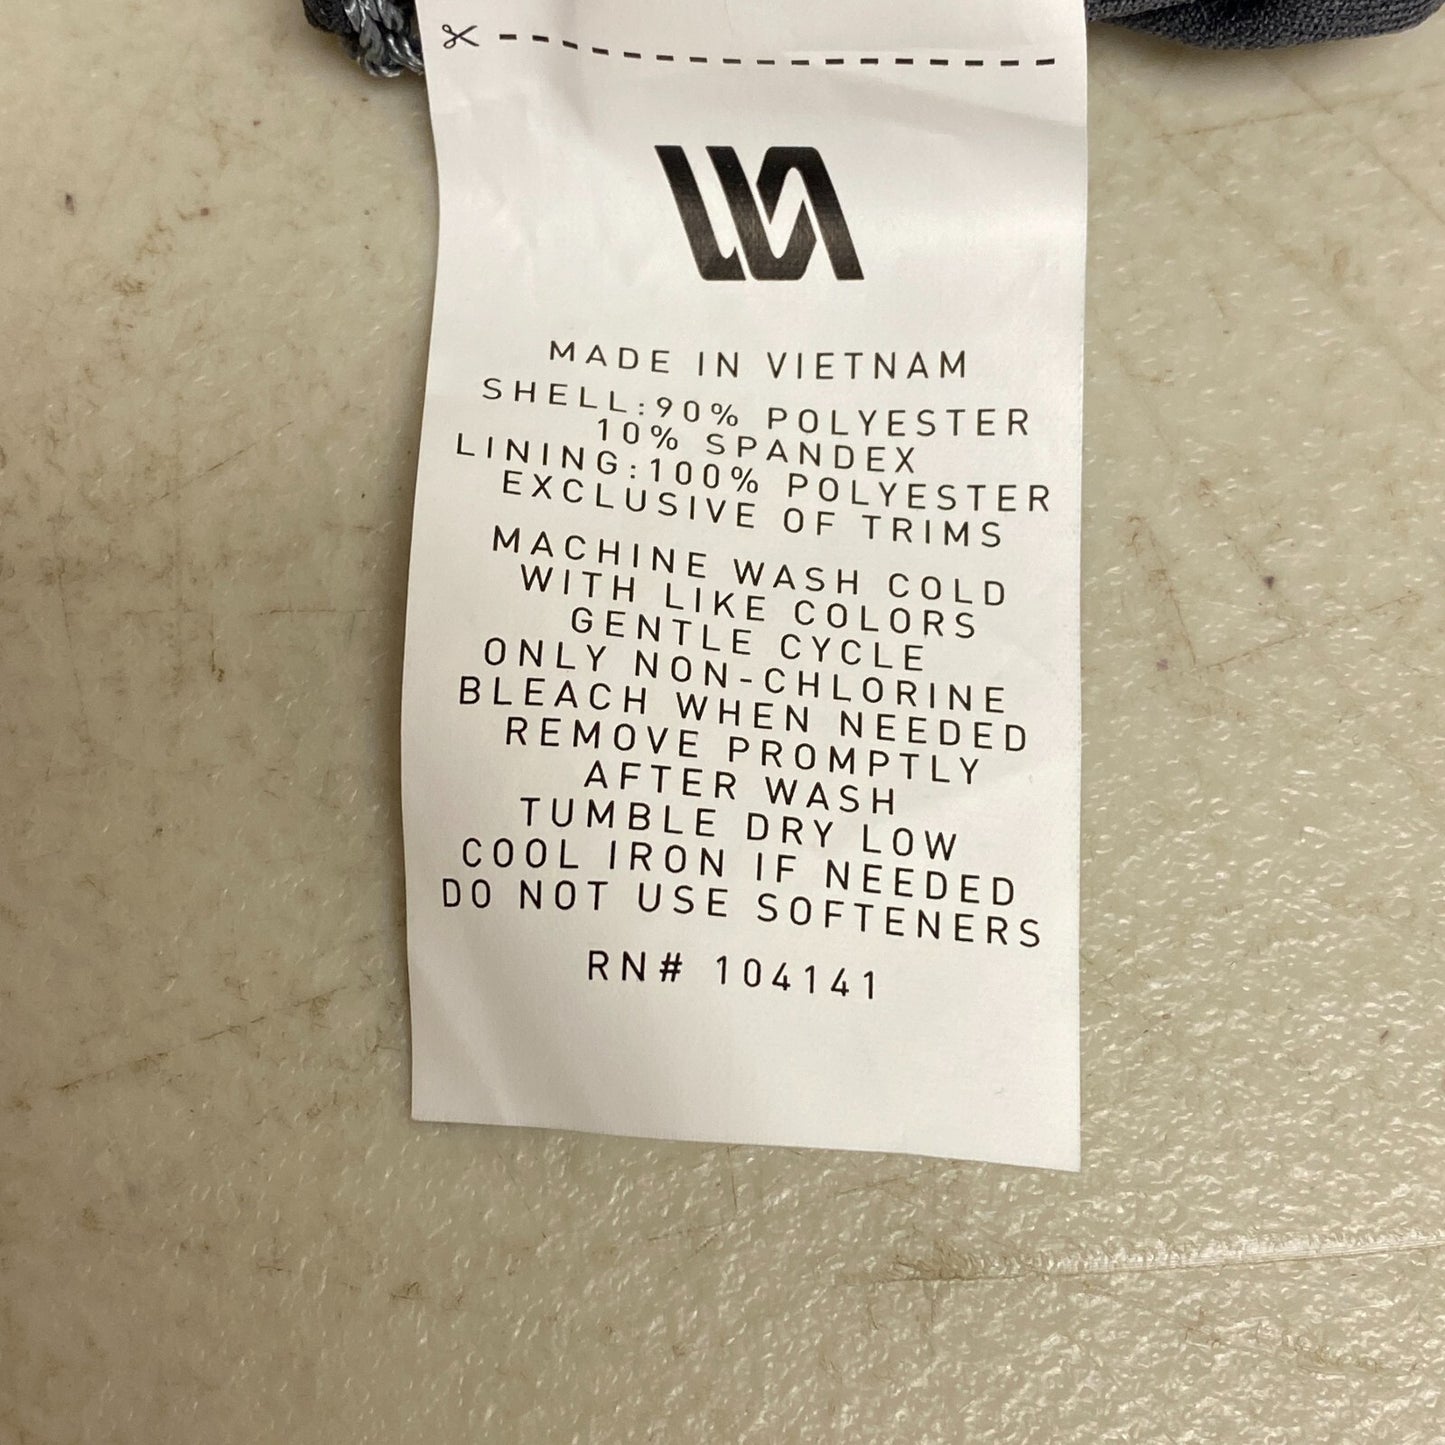 MADE IN VIETNAM
SHELL:90% POLYESTER
10% SPANDEX
LINING:100% POLYESTER
EXCLUSIVE OF TRIMS
MACHINE WASH COLD
WITH LIKE COLORS
GENTLE CYCLE
ONLY NON-CHLORINE
BLEACH WHEN NEEDED
REMOVE PROMPTLY
AFTER WASH
TUMBLE DRY LOW
COOL IRON IF NEEDED
DO NOT USE SOFTENERS
RN# 104141